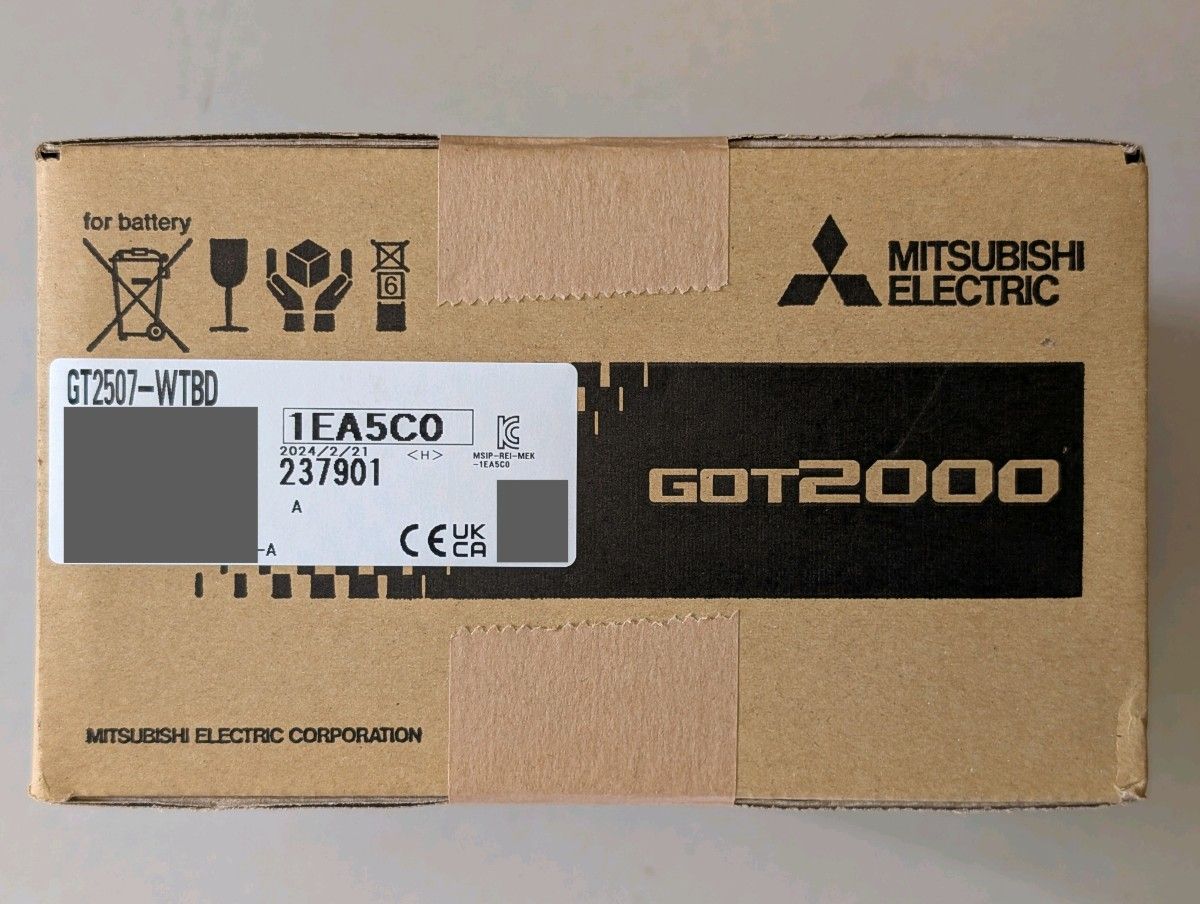 for battery
6
MITSUBISHI
ELECTRIC
GT2507-WTBD
1EA5C0
2024/2/21
<H>
MSIP-REI-MEK
-1EA5C0
237901
A
-A
CE
UK
CA
GOT2000
MITSUBISHI ELECTRIC CORPORATION